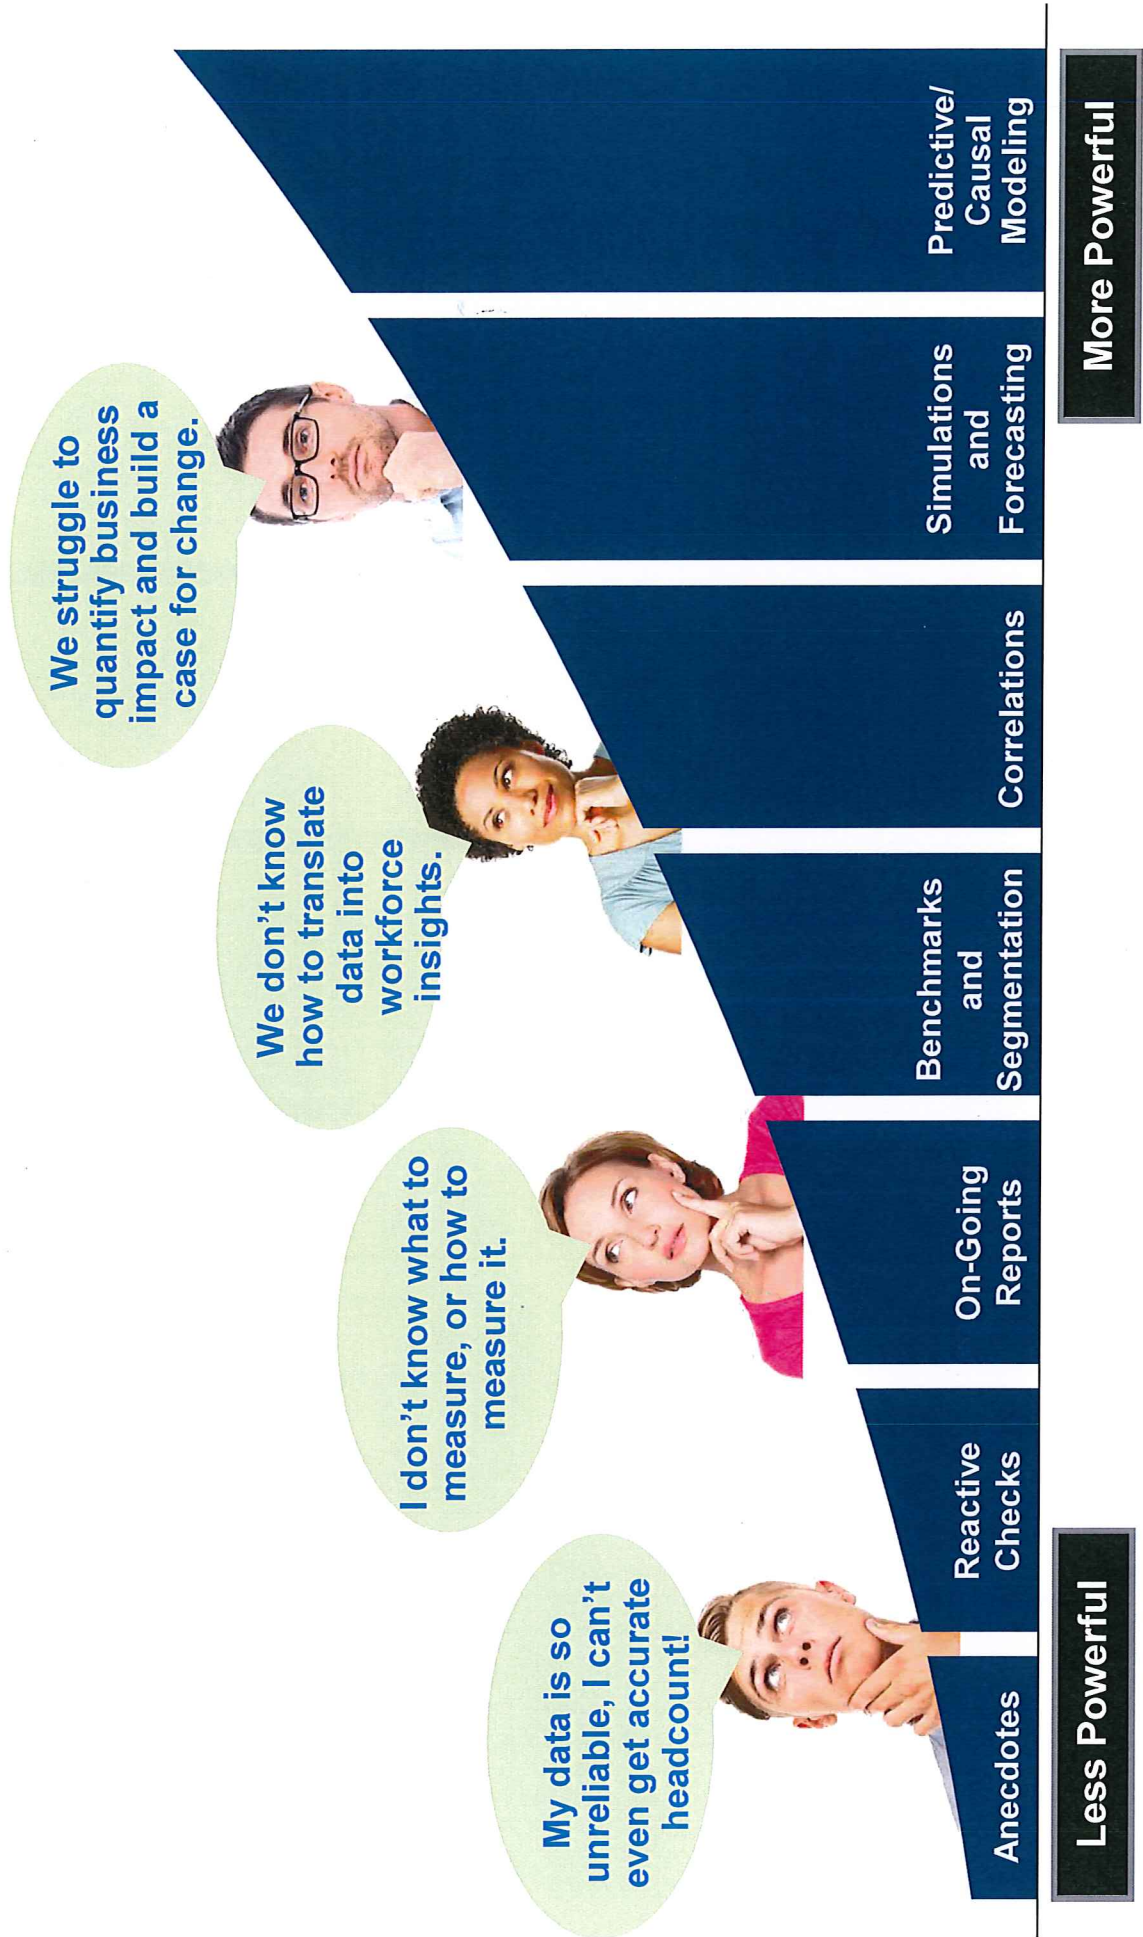 My data is so
unreliable, I can't
even get accurate
headcount!
I don't know what to
measure, or how to
measure it.
We don't know
how to translate
data into
workforce
insights.
We struggle to
quantify business
impact and build a
case for change.
Anecdotes
Reactive
Checks
On-Going
Reports
Benchmarks
and
Segmentation
Correlations
Simulations
and
Forecasting
Predictive/
Causal
Modeling
Less Powerful
More Powerful